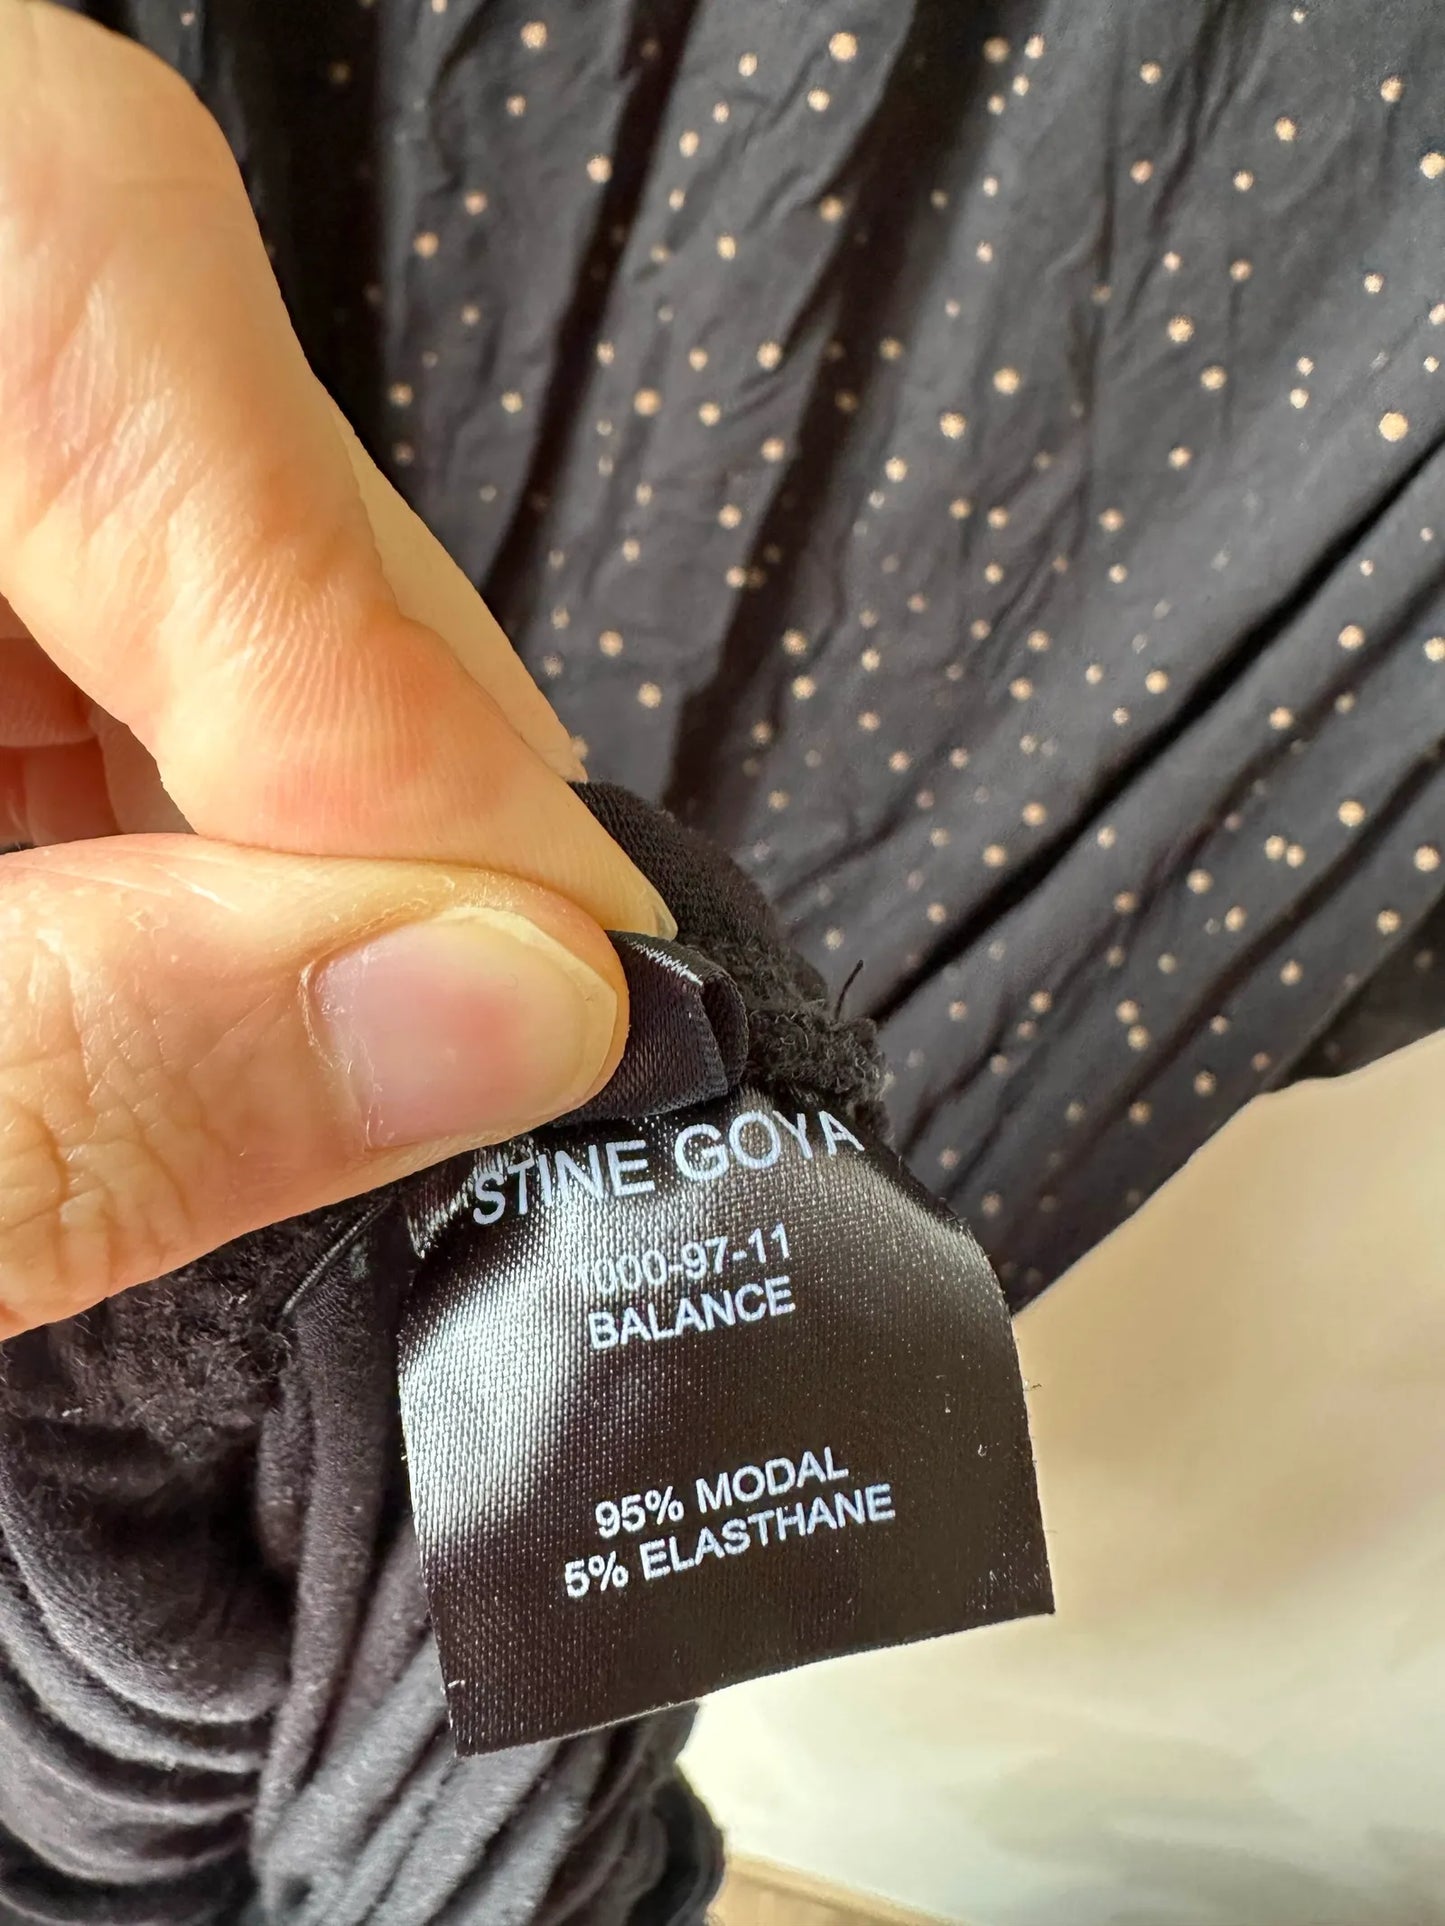 STINE GOYA
1000-97-11
BALANCE
95% MODAL
5% ELASTHANE